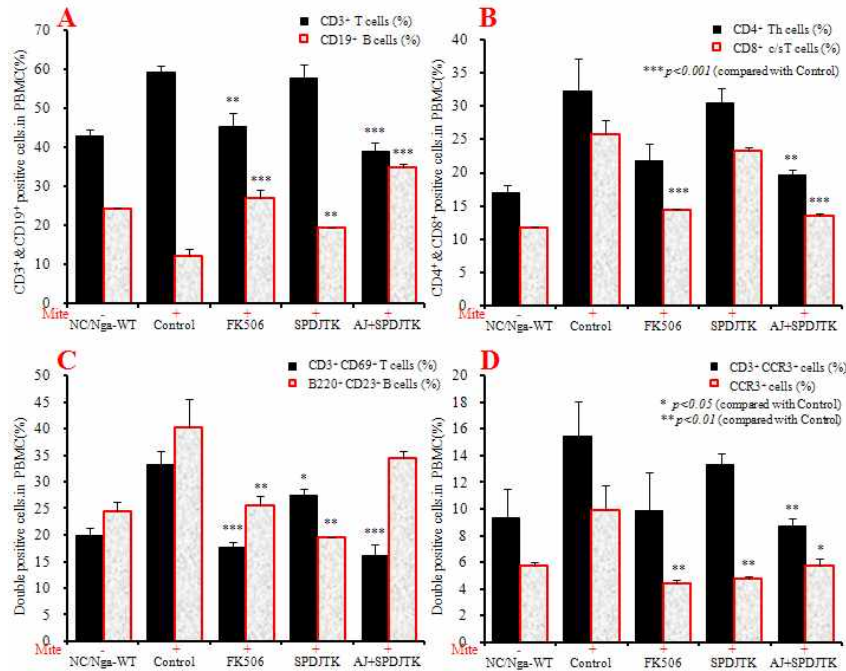 A
CD3+ T cells (%)
CD19+ B cells (%)
CD3+ & CD19+ positive cells.in PBMC(%)
70
60
50
40
30
20
10
0
** *** ** *** ***
Mite - + + + +
NC/Nga-WT Control FK506 SPDJTK AJ+SPDJTK
B
CD4+ Th cells (%)
CD8+ c/sT cells (%)
*** p<0.001 (compared with Control)
CD4+ & CD8+ positive cells.in PBMC(%)
40
35
30
25
20
15
10
5
0
*** ** ***
Mite - + + + +
NC/Nga-WT Control FK506 SPDJTK AJ+SPDJTK
C
CD3+ CD69+ T cells (%)
B220+ CD23+ B cells (%)
Double positive cells.in PBMC(%)
50
45
40
35
30
25
20
15
10
5
0
*** ** * ** ***
Mite - + + + +
NC/Nga-WT Control FK506 SPDJTK AJ+SPDJTK
D
CD3+ CCR3+ cells (%)
CCR3+ cells (%)
* p<0.05 (compared with Control)
** p<0.01 (compared with Control)
Double positive cells.in PBMC(%)
20
18
16
14
12
10
8
6
4
2
0
** ** ** *
Mite - + + + +
NC/Nga-WT Control FK506 SPDJTK AJ+SPDJTK